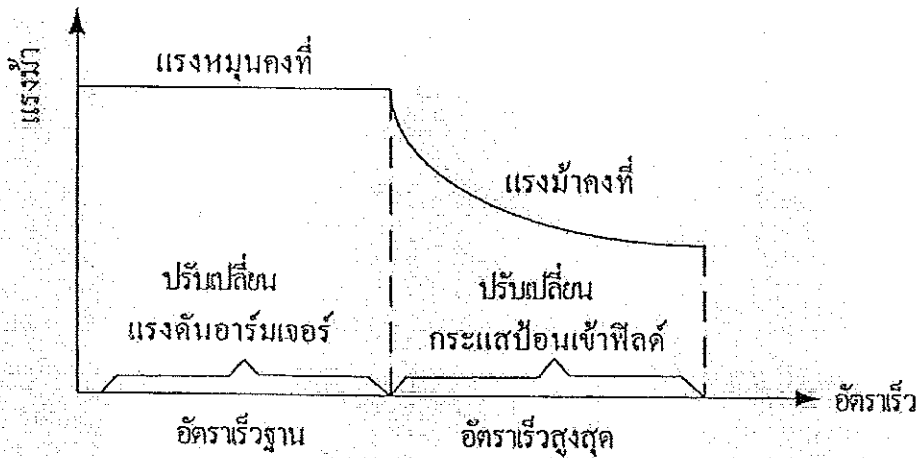 แรงม้า
แรงหมุนคงที่
แรงม้าคงที่
ปรับเปลี่ยน
แรงดันอาร์มเจอร์
ปรับเปลี่ยน
กระแสป้อนเข้าฟิลด์
อัตราเร็ว
อัตราเร็วฐาน
อัตราเร็วสูงสุด